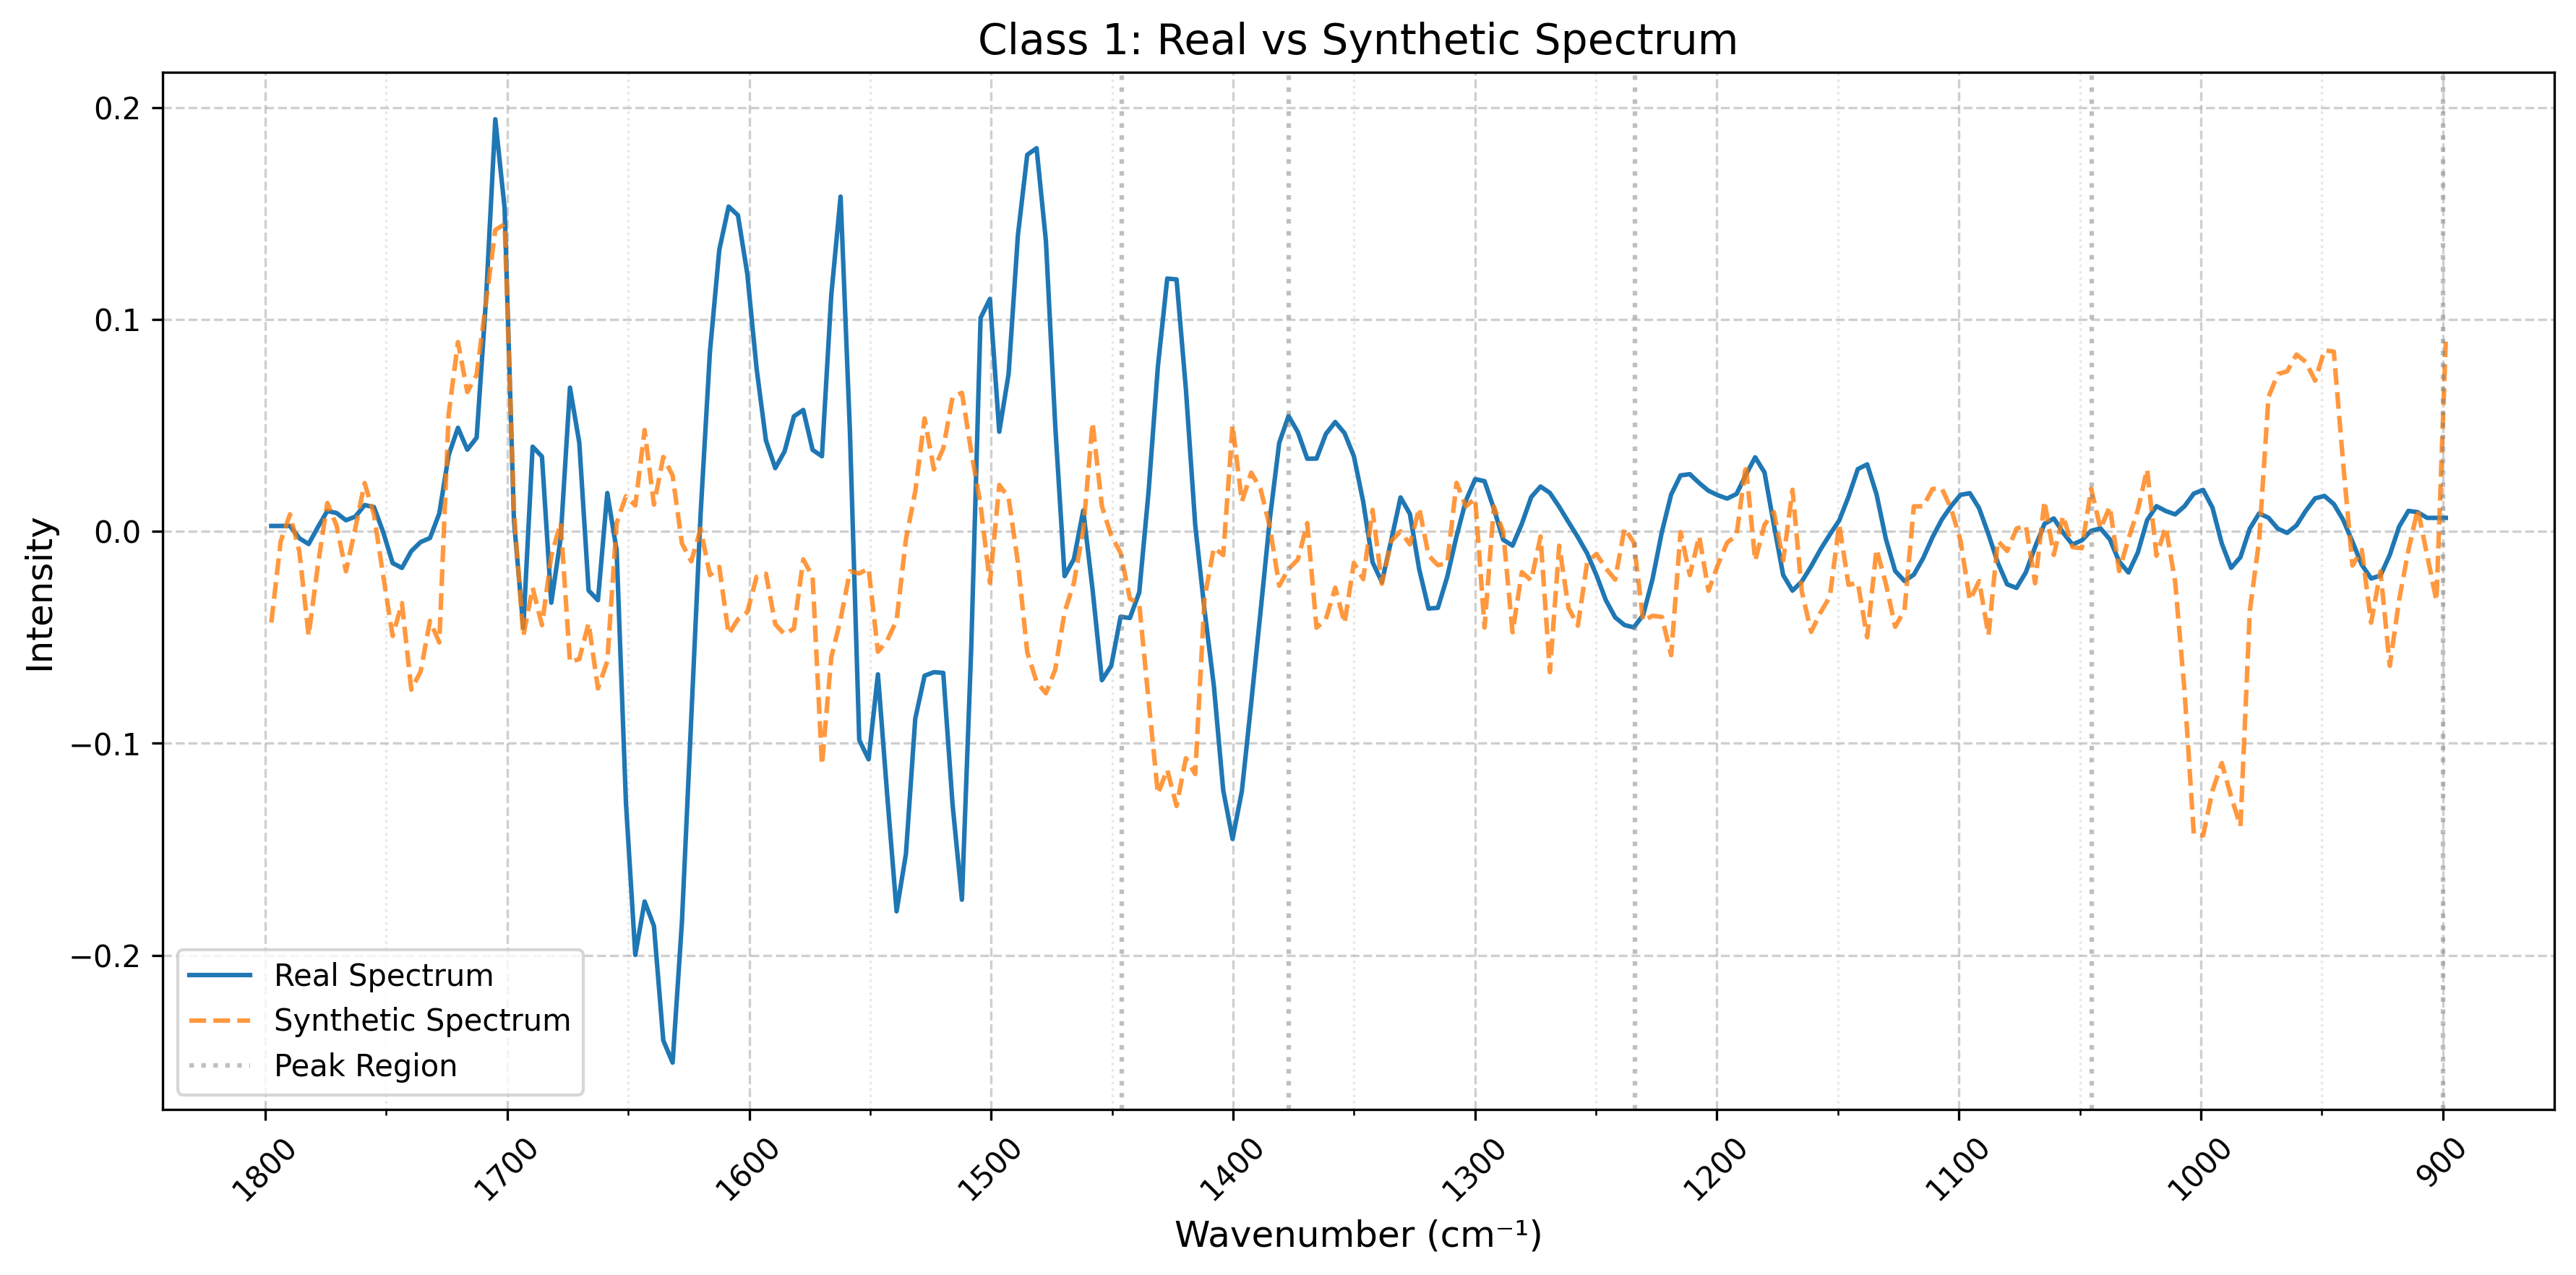 Class 1: Real vs Synthetic Spectrum
Intensity
0.2
0.1
0.0
−0.1
−0.2
Real Spectrum
Synthetic Spectrum
Peak Region
1800 1700 1600 1500 1400 1300 1200 1100 1000 900
Wavenumber (cm⁻¹)